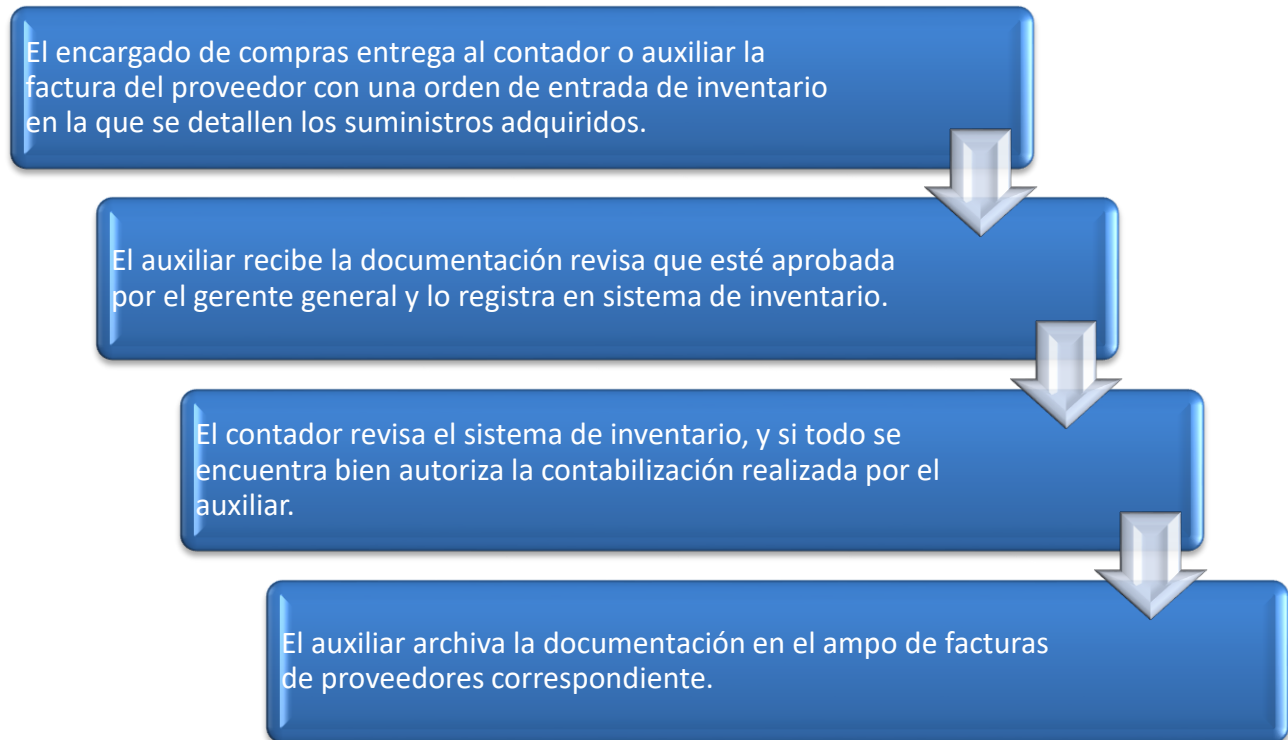 El encargado de compras entrega al contador o auxiliar la
factura del proveedor con una orden de entrada de inventario
en la que se detallen los suministros adquiridos.
El auxiliar recibe la documentación revisa que esté aprobada
por el gerente general y lo registra en sistema de inventario.
El contador revisa el sistema de inventario, y si todo se
encuentra bien autoriza la contabilización realizada por el
auxiliar.
El auxiliar archiva la documentación en el ampo de facturas
de proveedores correspondiente.